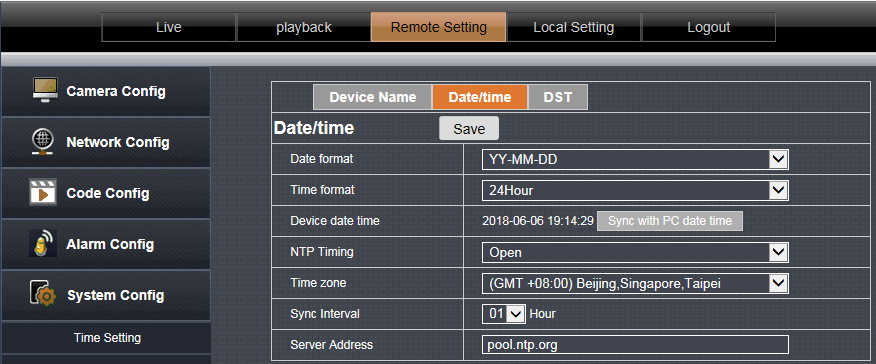 Live playback Remote Setting Local Setting Logout
Camera Config
Network Config
Code Config
Alarm Config
System Config
Time Setting
Device Name Date/time DST
Date/time Save
Date format YY-MM-DD
Time format 24Hour
Device date time 2018-06-06 19:14:29 Sync with PC date time
NTP Timing Open
Time zone (GMT +08:00) Beijing,Singapore,Taipei
Sync Interval 01 Hour
Server Address pool.ntp.org